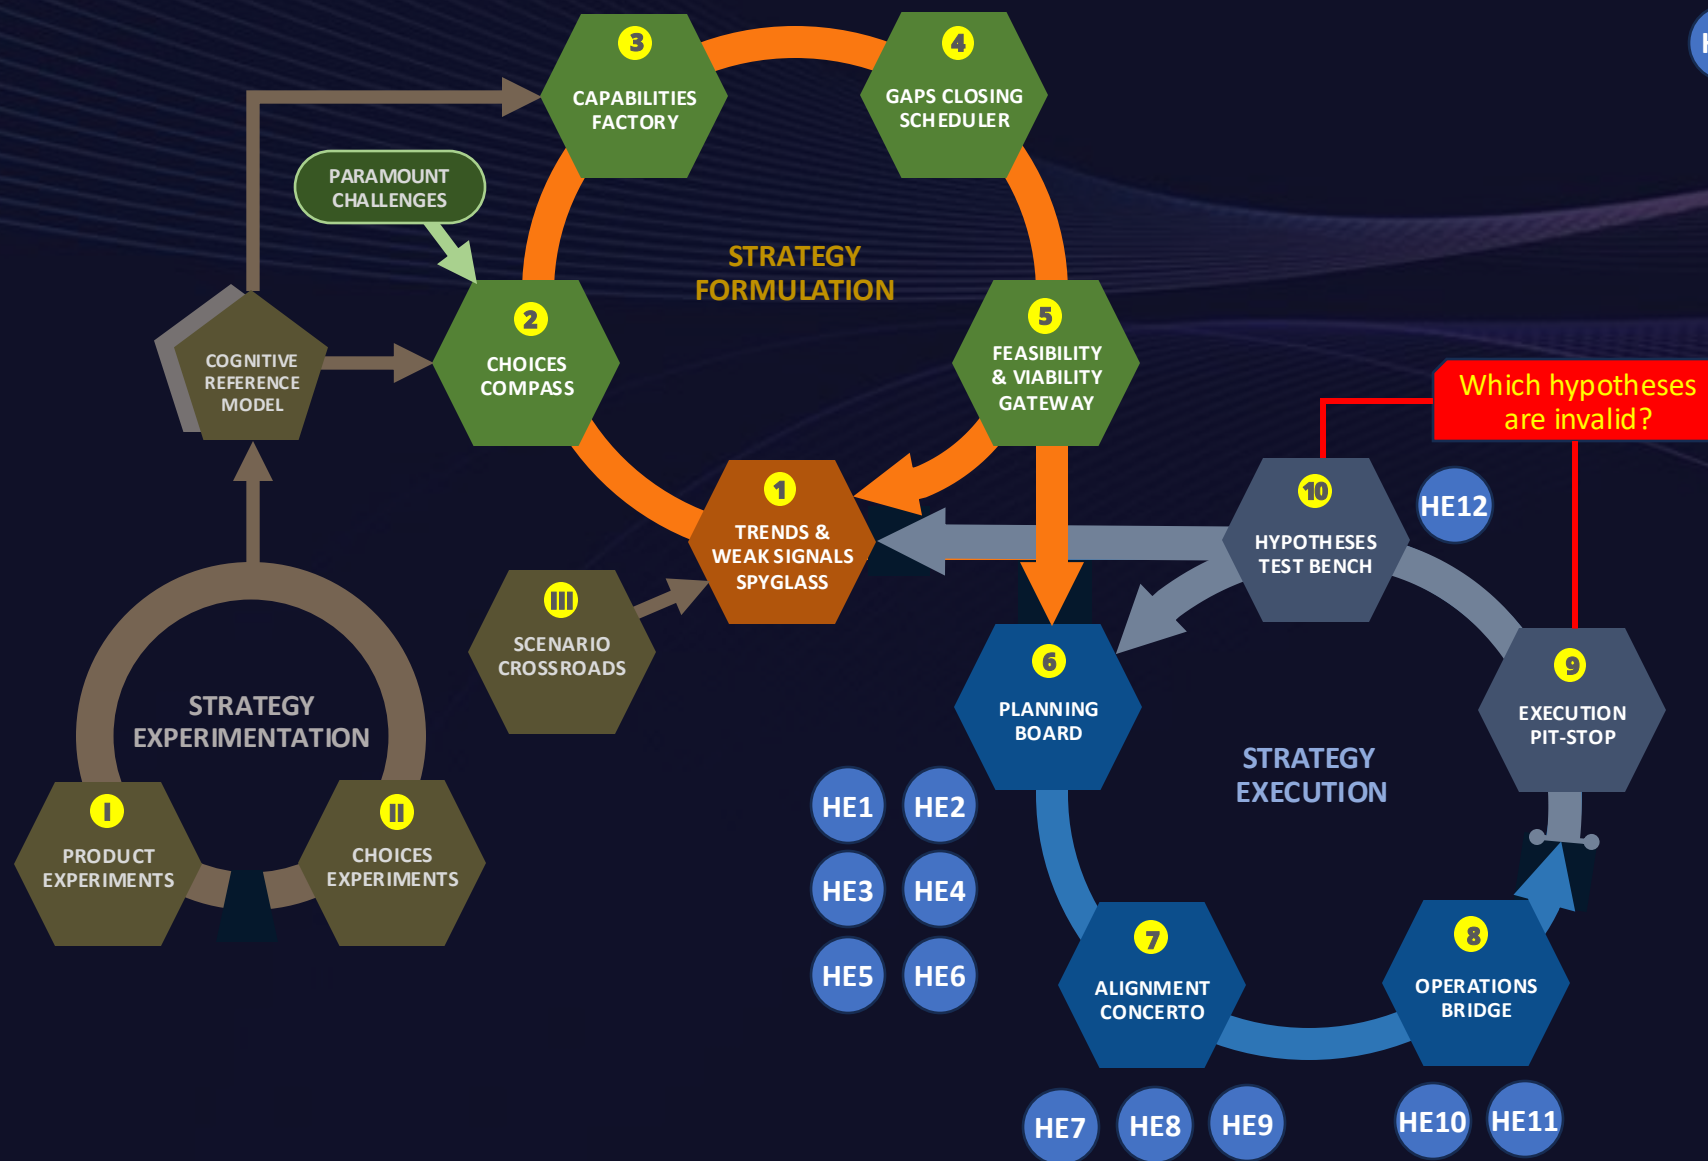 3
CAPABILITIES
FACTORY
4
GAPS CLOSING
SCHEDULER
PARAMOUNT
CHALLENGES
STRATEGY
FORMULATION
2
CHOICES
COMPASS
5
FEASIBILITY
& VIABILITY
GATEWAY
COGNITIVE
REFERENCE
MODEL
Which hypotheses
are invalid?
1
TRENDS &
WEAK SIGNALS
SPYGLASS
10
HYPOTHESES
TEST BENCH
HE12
III
SCENARIO
CROSSROADS
6
PLANNING
BOARD
9
EXECUTION
PIT-STOP
STRATEGY
EXPERIMENTATION
STRATEGY
EXECUTION
I
PRODUCT
EXPERIMENTS
II
CHOICES
EXPERIMENTS
HE1 HE2
HE3 HE4
HE5 HE6
7
ALIGNMENT
CONCERTO
8
OPERATIONS
BRIDGE
HE7 HE8 HE9
HE10 HE11